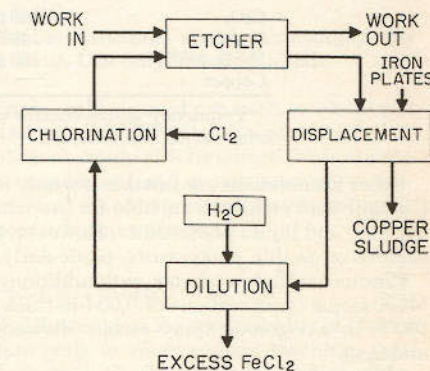 WORK
IN
ETCHER
WORK
OUT
IRON
PLATES
CHLORINATION
Cl₂
DISPLACEMENT
H₂O
COPPER
SLUDGE
DILUTION
EXCESS FeCl₂